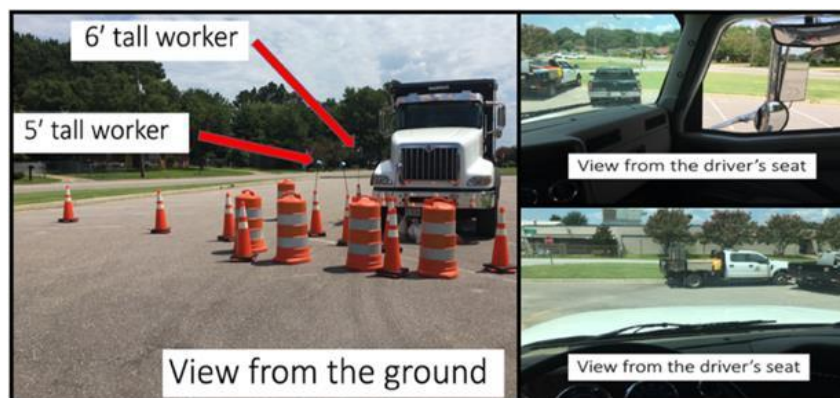 6' tall worker
5' tall worker
View from the ground
View from the driver's seat
View from the driver's seat